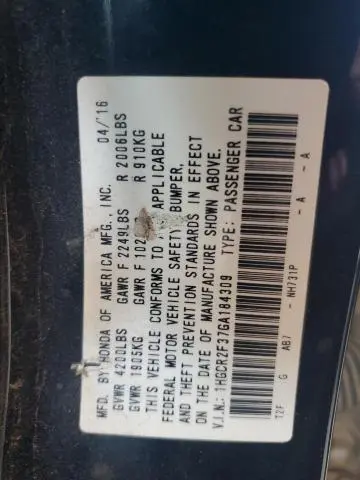 MFD. BY:HONDA OF AMERICA MFG., INC. 04/'16
GVWR 4200LBS GAWR F 2249LBS R 2006LBS
GVWR 1905KG GAWR F 102 R 910KG
THIS VEHICLE CONFORMS TO APPLICABLE
FEDERAL MOTOR VEHICLE SAFETY BUMPER,
AND THEFT PREVENTION STANDARDS IN EFFECT
ON THE DATE OF MANUFACTURE SHOWN ABOVE.
V.I.N.: 1HGCR2F37GA184309 TYPE: PASSENGER CAR
NH731P - A - A
G AB7 -
T2F